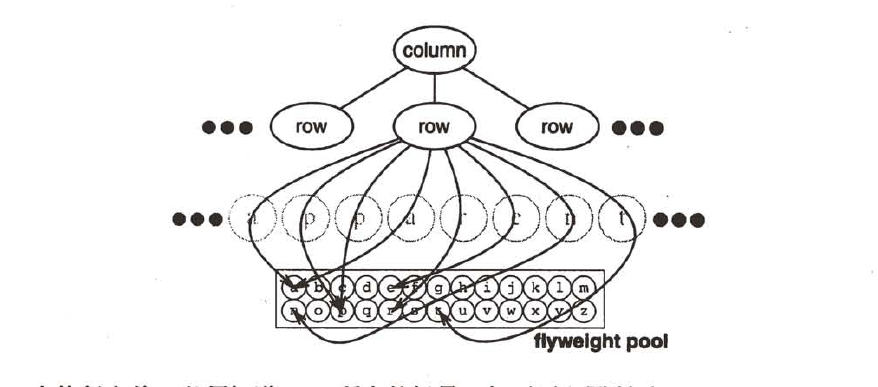 column
row row row
a p p a r e n t
a b c d e f g h i j k l m
n o p q r s t u v w x y z
flyweight pool